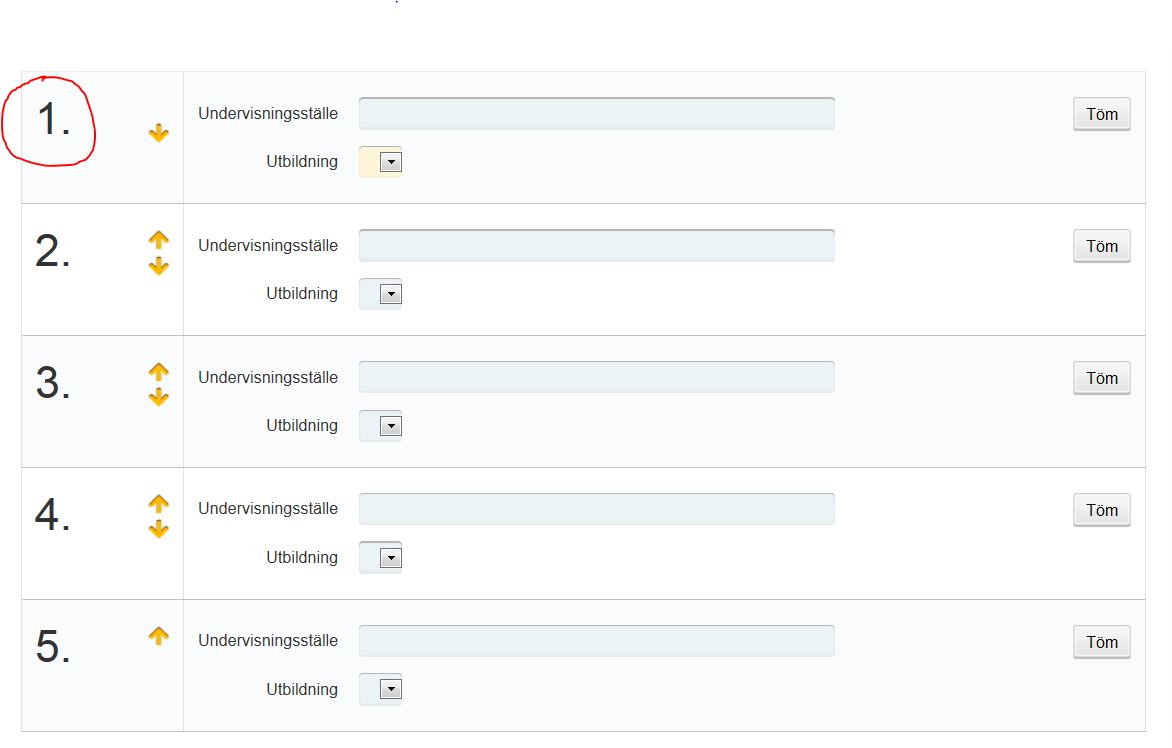 1.
Undervisningsställe
Töm
Utbildning
2.
Undervisningsställe
Töm
Utbildning
3.
Undervisningsställe
Töm
Utbildning
4.
Undervisningsställe
Töm
Utbildning
5.
Undervisningsställe
Töm
Utbildning